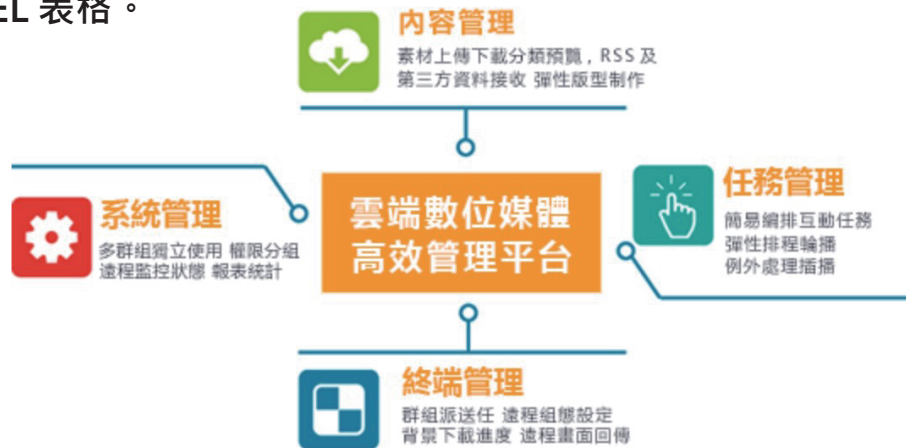 EL 表格。
內容管理
素材上傳下載分類預覽, RSS 及
第三方資料接收 彈性版型制作
系統管理
多群組獨立使用 權限分組
遠程監控狀態 報表統計
雲端數位媒體
高效管理平台
任務管理
簡易編排互動任務
彈性排程輪播
例外處理插播
終端管理
群組派送任 遠程組態設定
背景下載進度 遠程畫面回傳